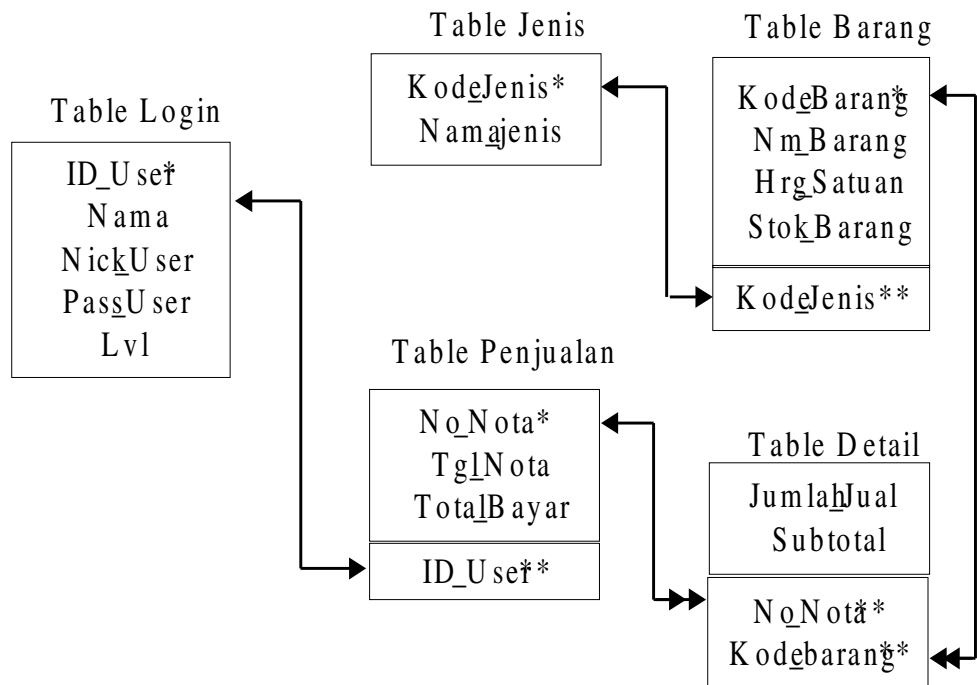 Table Login
ID_User*
Nama
Nick_User
Pass_User
Lvl
Table Jenis
Kode_Jenis*
Nama_jenis
Table Barang
Kode_Barang*
Nm_Barang
Hrg_Satuan
Stok_Barang
Kode_Jenis**
Table Penjualan
No_Nota*
Tgl_Nota
Total_Bayar
ID_User**
Table Detail
Jumlah_Jual
Subtotal
No_Nota**
Kode_barang**